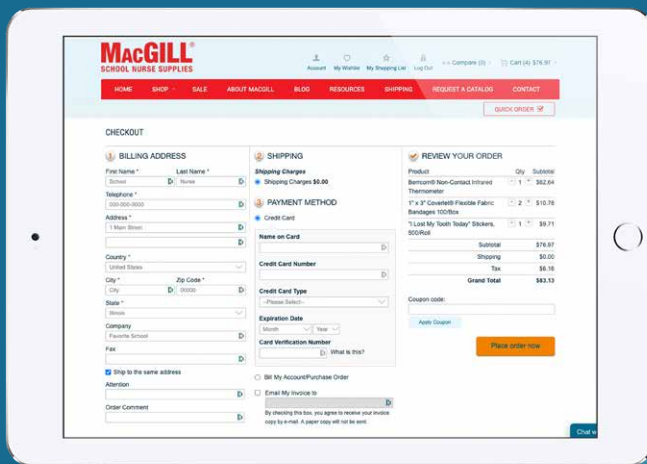 MACGILL®
SCHOOL NURSE SUPPLIES
Account My Wishlist My Shopping List Log Out Compare (0) Cart (4) $76.97
HOME SHOP SALE ABOUT MACGILL BLOG RESOURCES SHIPPING REQUEST A CATALOG CONTACT
QUICK ORDER
CHECKOUT
1 BILLING ADDRESS
First Name * Last Name *
School Nurse
Telephone *
000-000-0000
Address *
1 Main Street
Country *
United States
City * Zip Code *
City 00000
State *
Illinois
Company
Favorite School
Fax
Ship to the same address
Attention
Order Comment
2 SHIPPING
Shipping Charges
Shipping Charges $0.00
3 PAYMENT METHOD
Credit Card
Name on Card
Credit Card Number
Credit Card Type
--Please Select--
Expiration Date
Month Year
Card Verification Number
What is this?
Bill My Account/Purchase Order
Email My Invoice to
By checking this box, you agree to receive your invoice
copy by e-mail. A paper copy will not be sent.
REVIEW YOUR ORDER
Product Qty Subtotal
Berrcom® Non-Contact Infrared 1 $62.64
Thermometer
1" x 3" Coverlet® Flexible Fabric 2 $10.78
Bandages 100/Box
"I Lost My Tooth Today" Stickers, 1 $9.71
500/Roll
Subtotal $76.97
Shipping $0.00
Tax $6.16
Grand Total $83.13
Coupon code:
Apply Coupon
Place order now
Chat w